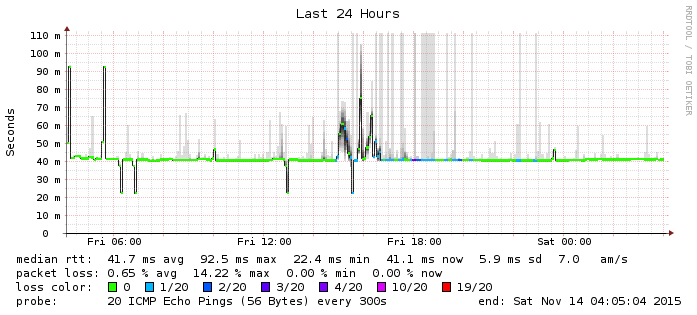 Last 24 Hours
RRDTOOL / TOBI OETIKER
Seconds
110 m
100 m
90 m
80 m
70 m
60 m
50 m
40 m
30 m
20 m
10 m
0
Fri 06:00 Fri 12:00 Fri 18:00 Sat 00:00
median rtt: 41.7 ms avg 92.5 ms max 22.4 ms min 41.1 ms now 5.9 ms sd 7.0 am/s
packet loss: 0.65 % avg 14.22 % max 0.00 % min 0.00 % now
loss color: 0 1/20 2/20 3/20 4/20 10/20 19/20
probe: 20 ICMP Echo Pings (56 Bytes) every 300s end: Sat Nov 14 04:05:04 2015